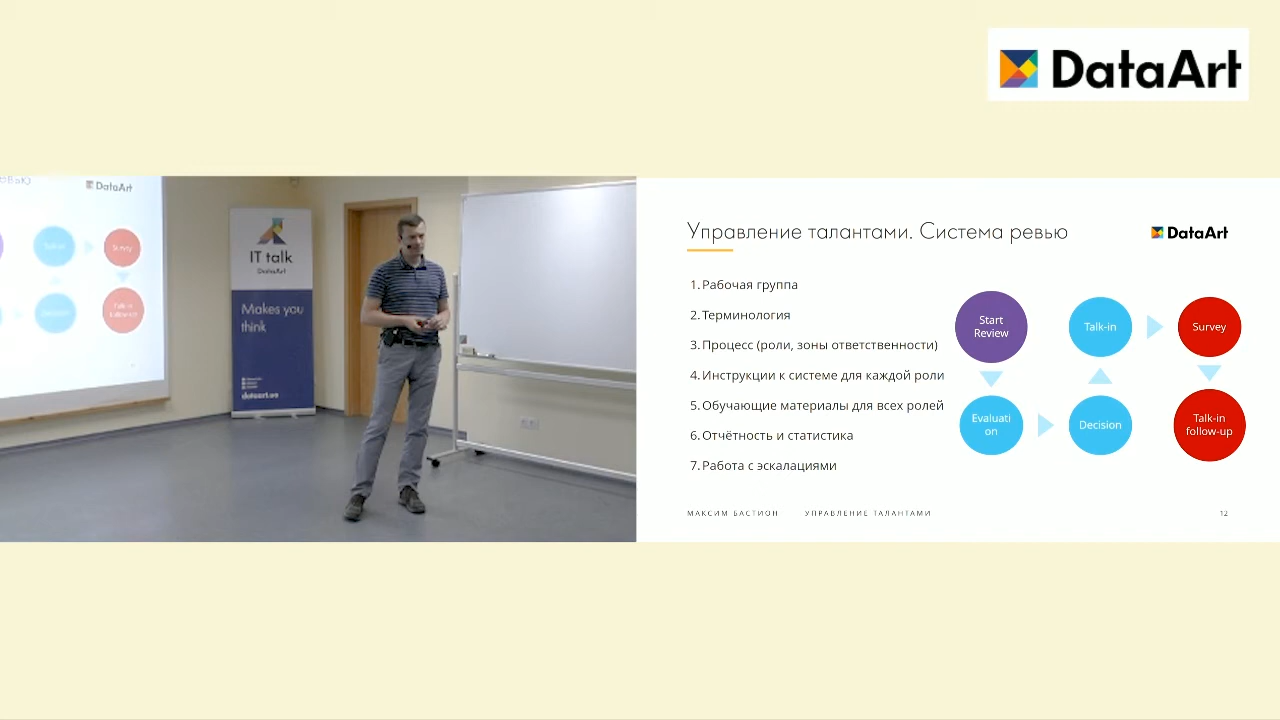 DataArt
DataArt
IT talk
DataArt
Makes you
think
dataart.ua
Survey
Управление талантами. Система ревью
DataArt
1. Рабочая группа
2. Терминология
3. Процесс (роли, зоны ответственности)
4. Инструкции к системе для каждой роли
5. Обучающие материалы для всех ролей
6. Отчётность и статистика
7. Работа с эскалациями
Start
Review
Talk-in
Survey
Evaluati
on
Decision
Talk-in
follow-up
МАКСИМ БАСТИОН
УПРАВЛЕНИЕ ТАЛАНТАМИ
12